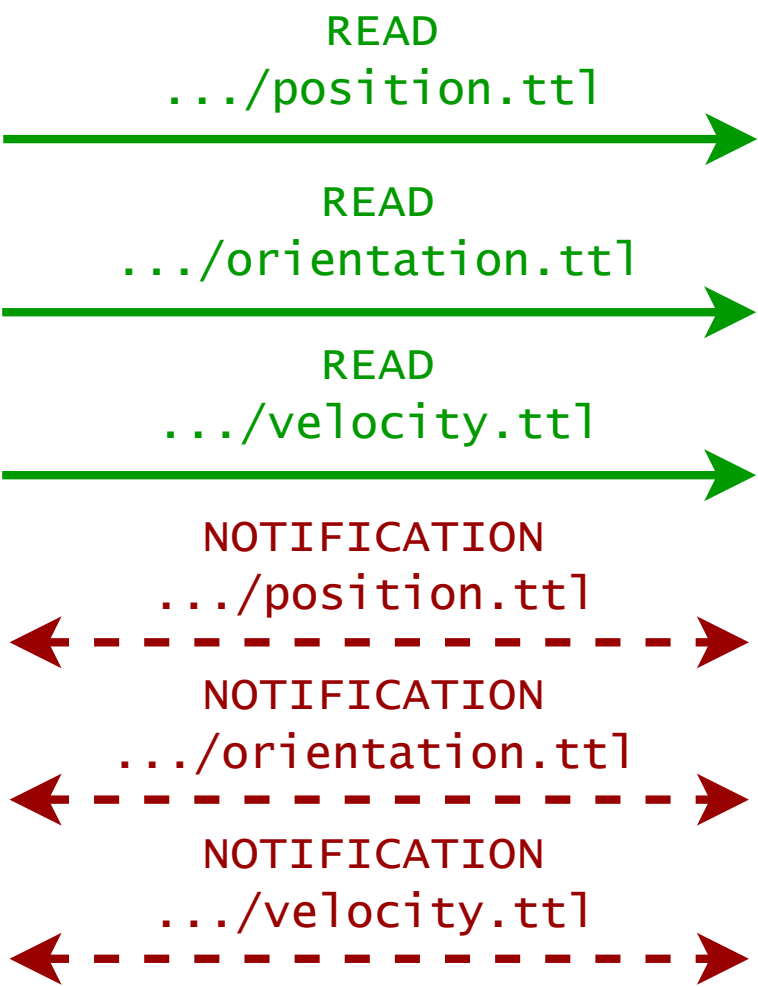 READ
.../position.ttl
READ
.../orientation.ttl
READ
.../velocity.ttl
NOTIFICATION
.../position.ttl
NOTIFICATION
.../orientation.ttl
NOTIFICATION
.../velocity.ttl